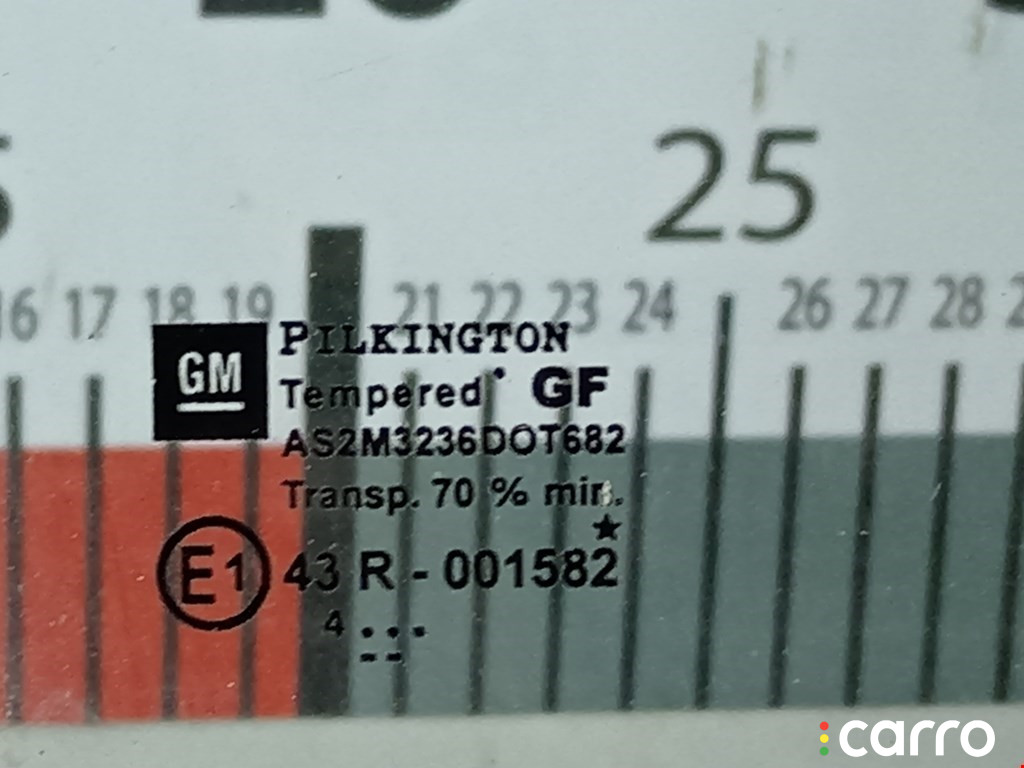 25
16 17 18 19 21 22 23 24 26 27 28
GM
PILKINGTON
Tempered GF
AS2M3236DOT682
Transp. 70 % min.
E1 43 R - 001582
4
carro